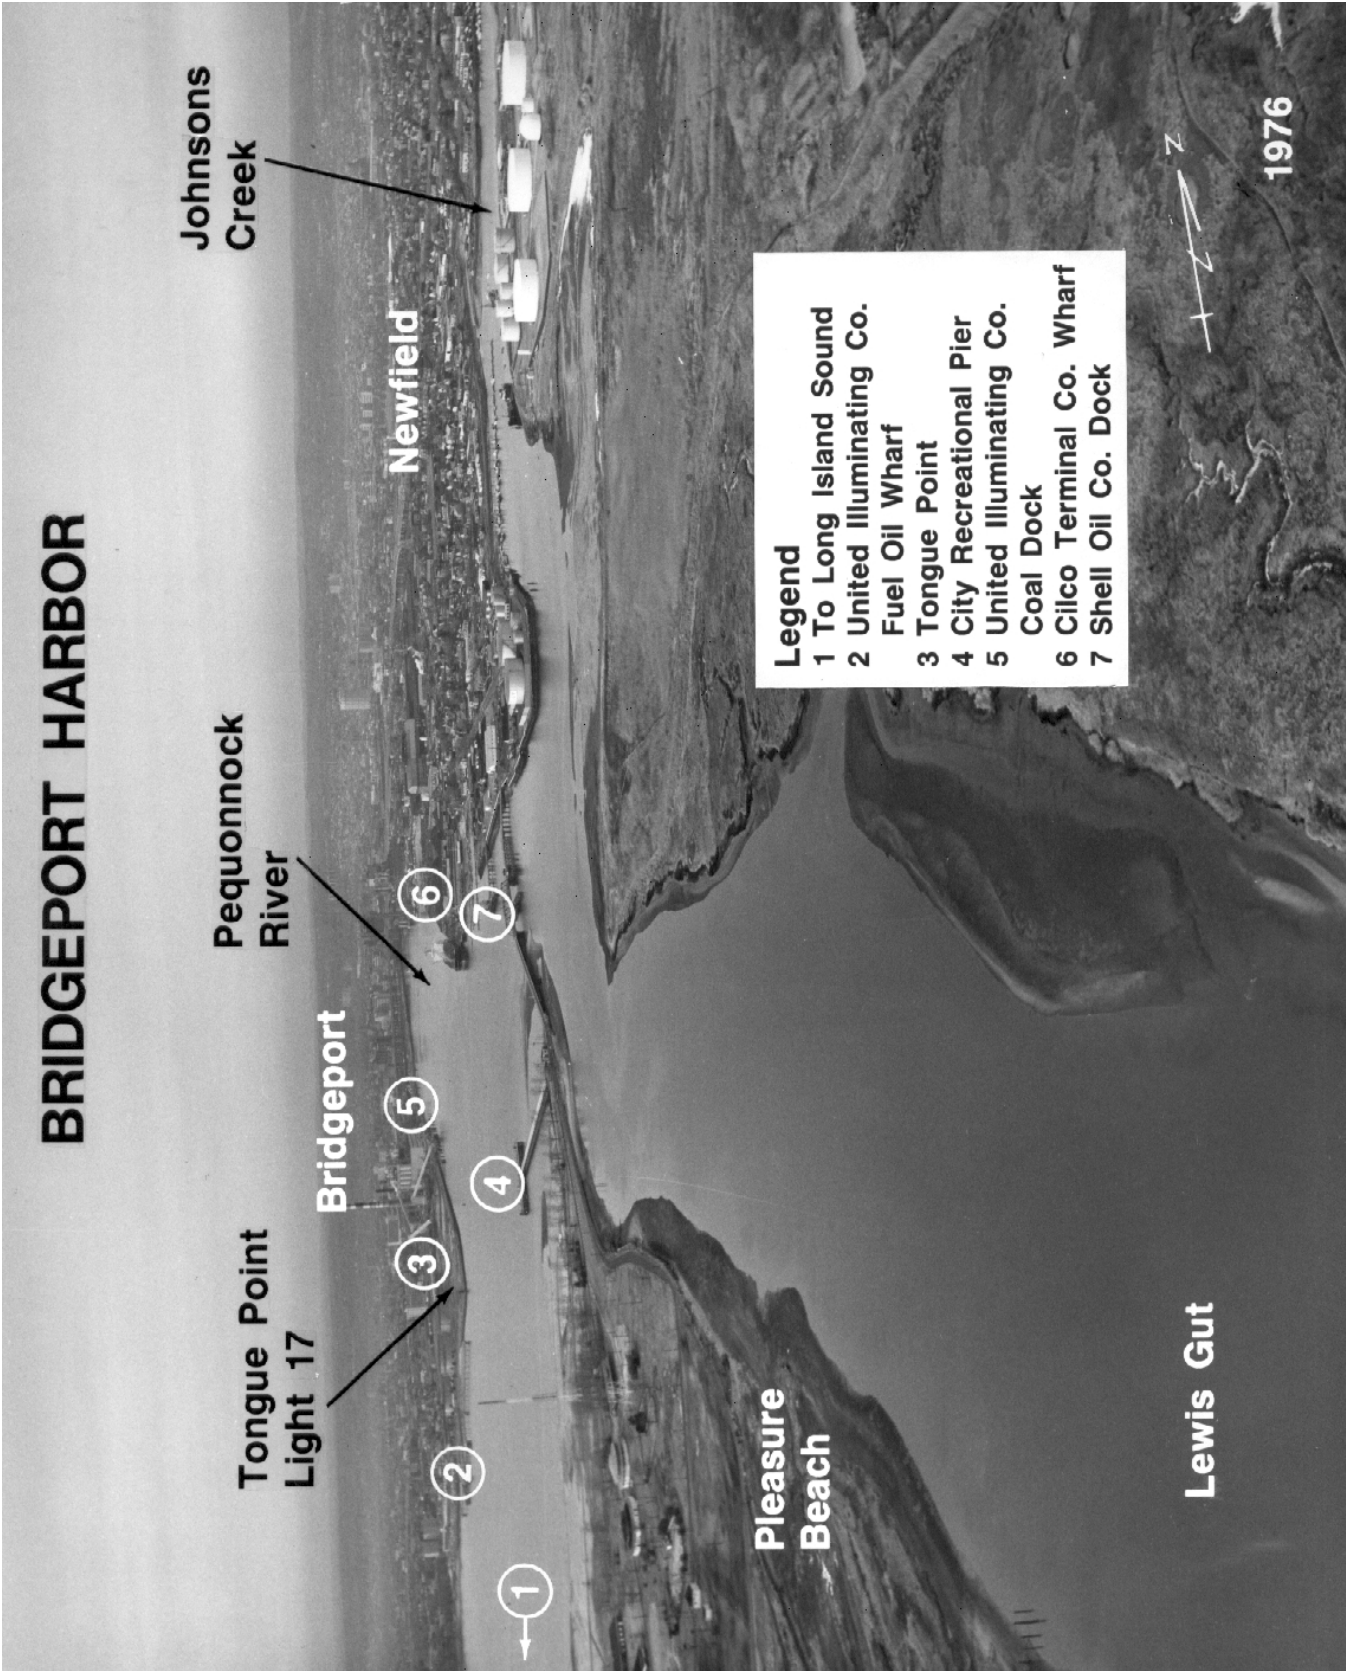 BRIDGEPORT HARBOR
Johnsons
Creek
Pequonnock
River
Tongue Point
Light 17
Bridgeport
Newfield
5
6
3
2
4
7
1
Pleasure
Beach
Lewis Gut
Legend
1 To Long Island Sound
2 United Illuminating Co.
Fuel Oil Wharf
3 Tongue Point
4 City Recreational Pier
5 United Illuminating Co.
Coal Dock
6 Cilco Terminal Co. Wharf
7 Shell Oil Co. Dock
N
1976